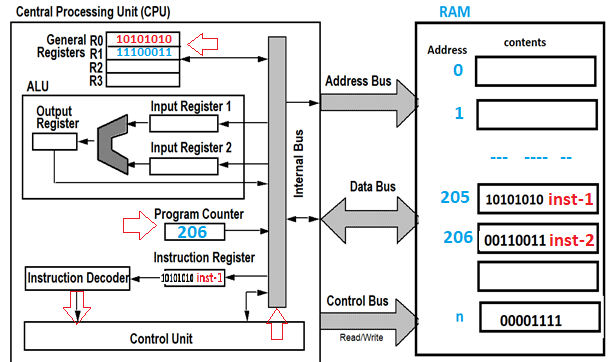 Central Processing Unit (CPU)
General Registers
R0 10101010
R1 11100011
R2
R3
ALU
Output Register
Input Register 1
Input Register 2
Internal Bus
Program Counter
206
Instruction Register
10101010 inst-1
Instruction Decoder
Control Unit
Address Bus
Data Bus
Control Bus
Read/Write
RAM
Address
contents
0
1
--- ---- --
205 10101010 inst-1
206 00110011 inst-2
n 00001111